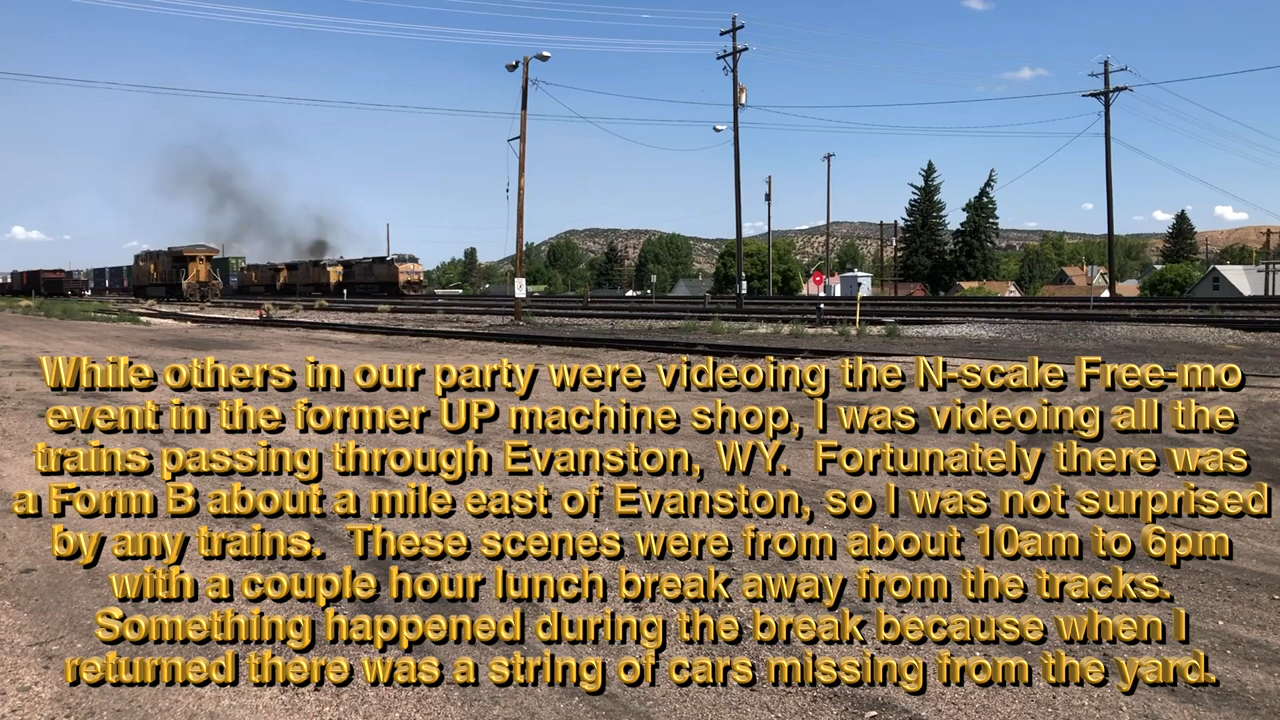 While others in our party were videoing the N-scale Free-mo
event in the former UP machine shop, I was videoing all the
trains passing through Evanston, WY.  Fortunately there was
a Form B about a mile east of Evanston, so I was not surprised
by any trains.  These scenes were from about 10am to 6pm
with a couple hour lunch break away from the tracks.
Something happened during the break because when I
returned there was a string of cars missing from the yard.